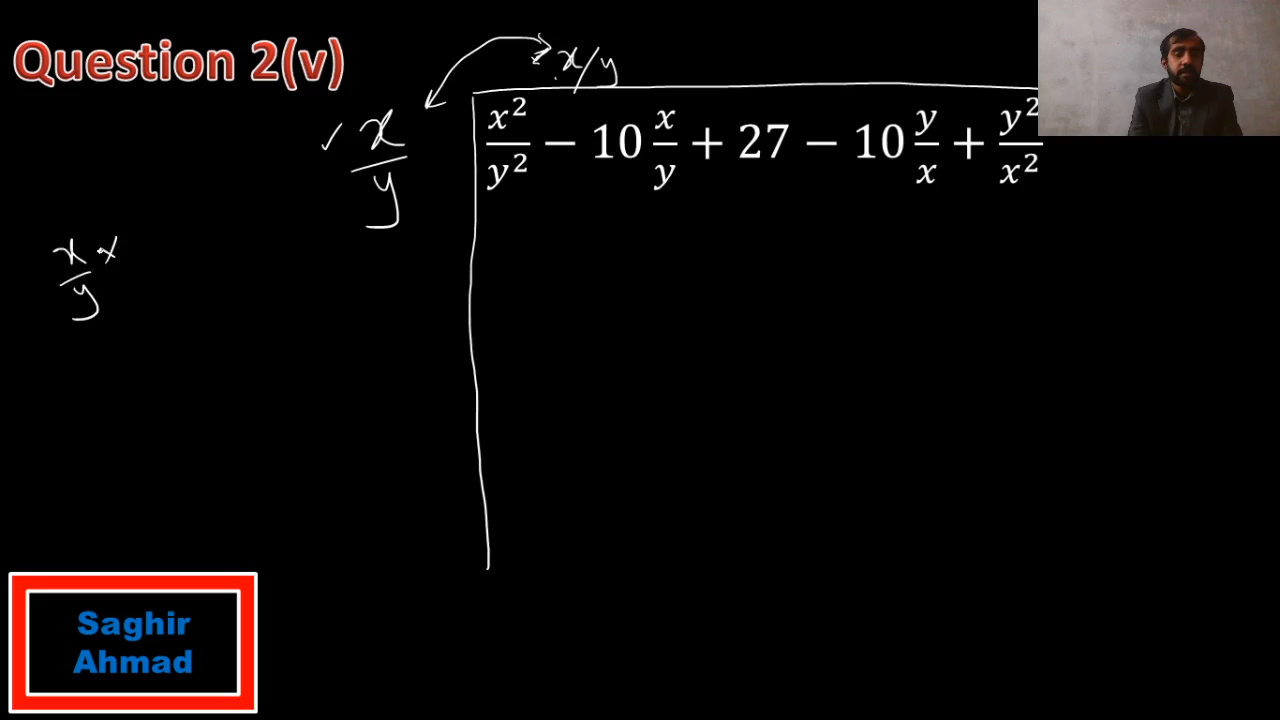 Question 2(v)
x/y
✓ x/y
x²/y² − 10 x/y + 27 − 10 y/x + y²/x²
x/y ×
Saghir
Ahmad